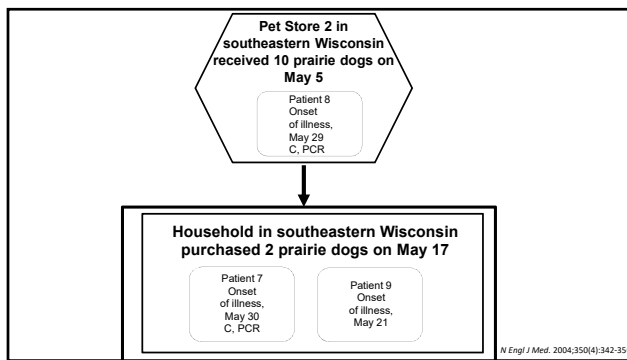 Pet Store 2 in
southeastern Wisconsin
received 10 prairie dogs on
May 5
Patient 8
Onset
of illness,
May 29
C, PCR
Household in southeastern Wisconsin
purchased 2 prairie dogs on May 17
Patient 7
Onset
of illness,
May 30
C, PCR
Patient 9
Onset
of illness,
May 21
N Engl J Med. 2004;350(4):342-35